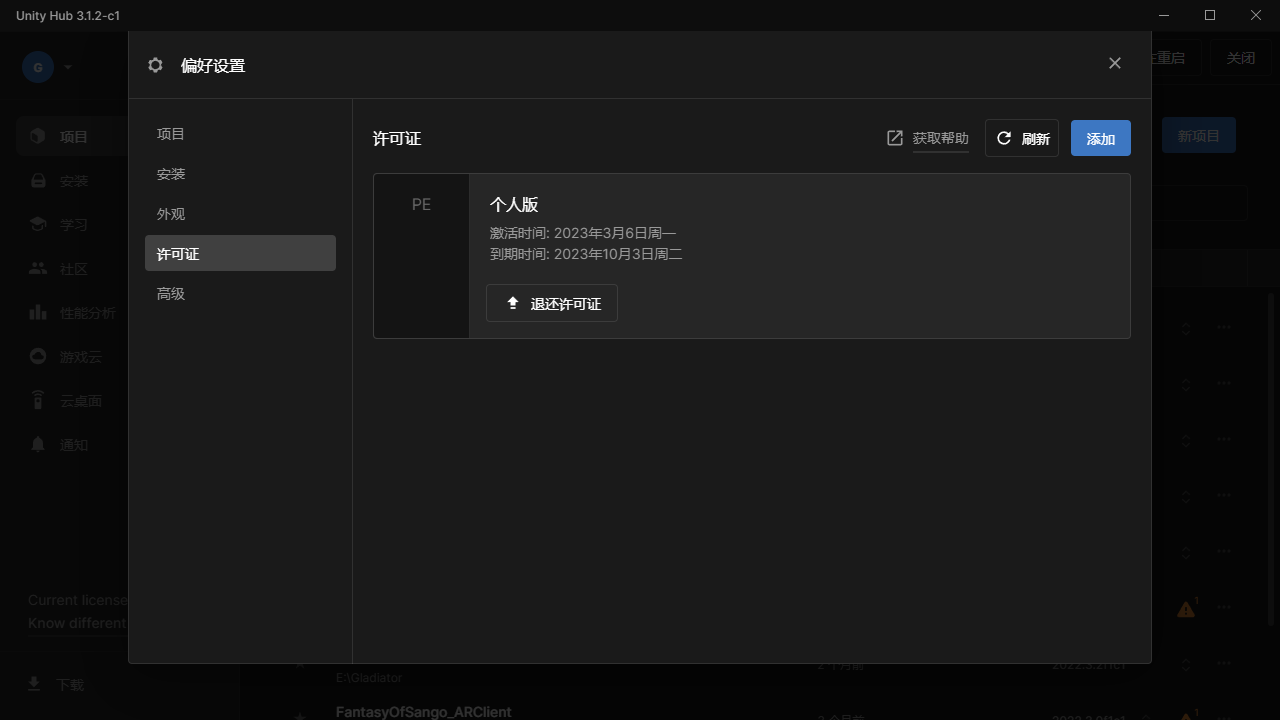 Unity Hub 3.1.2-c1
G
重启
关闭
偏好设置
项目
安装
学习
社区
性能分析
游戏云
云桌面
通知
Current license
Know different
下载
项目
安装
外观
许可证
高级
许可证
获取帮助
刷新
添加
新项目
PE
个人版
激活时间: 2023年3月6日周一
到期时间: 2023年10月3日周二
退还许可证
1
E:\Gladiator
FantasyOfSango_ARClient
1